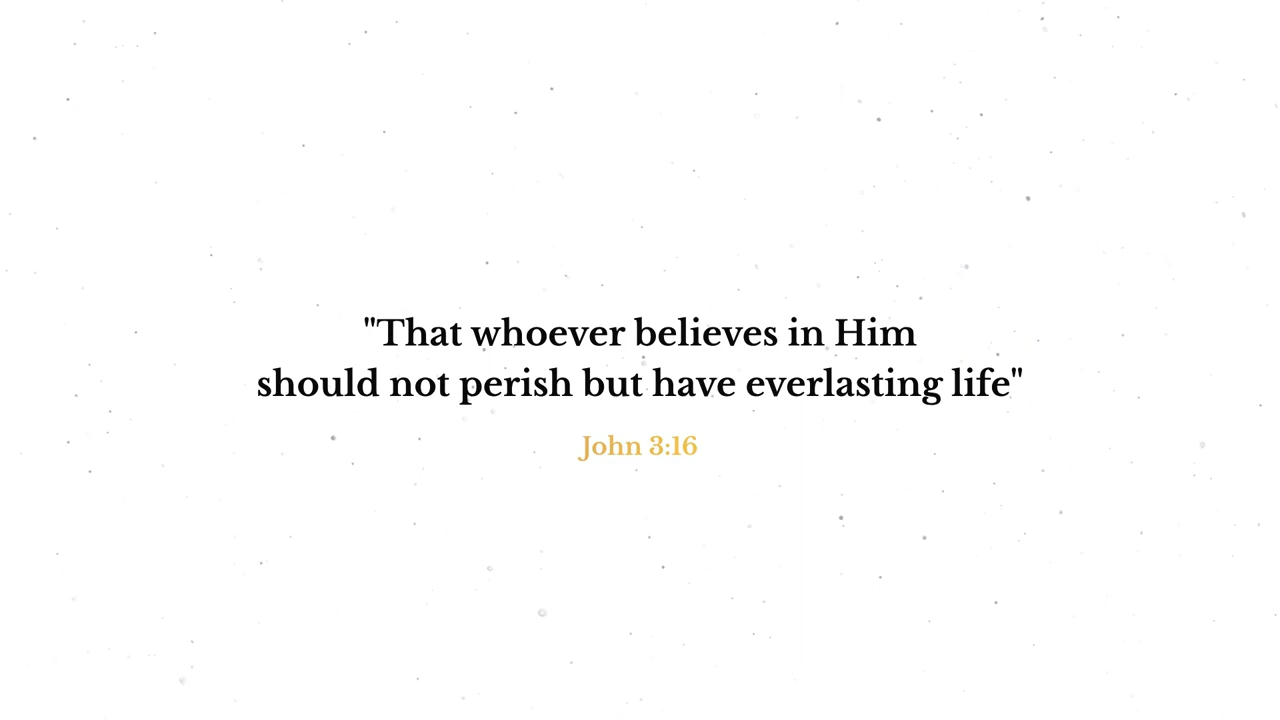 "That whoever believes in Him
should not perish but have everlasting life"
John 3:16